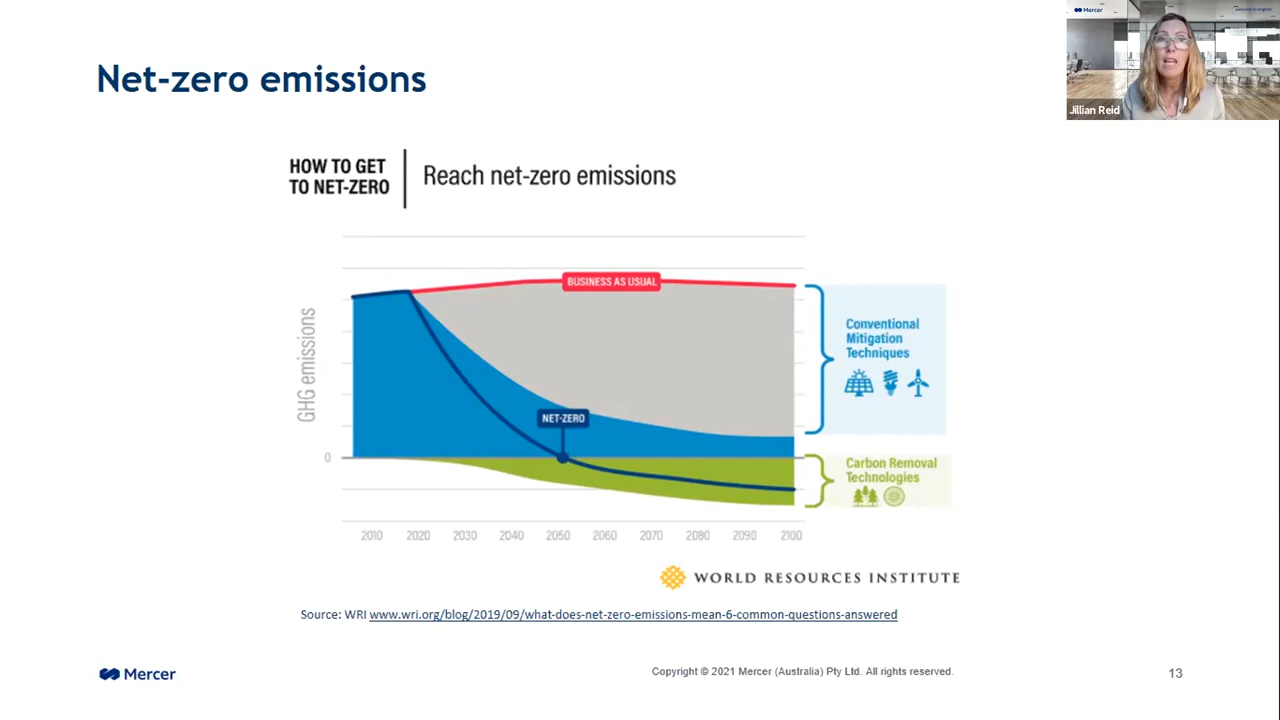 Mercer
welcome to brighter
Jillian Reid
Net-zero emissions
HOW TO GET
TO NET-ZERO
Reach net-zero emissions
GHG emissions
BUSINESS AS USUAL
NET-ZERO
0
Conventional
Mitigation
Techniques
Carbon Removal
Technologies
2010 2020 2030 2040 2050 2060 2070 2080 2090 2100
WORLD RESOURCES INSTITUTE
Source: WRI www.wri.org/blog/2019/09/what-does-net-zero-emissions-mean-6-common-questions-answered
Mercer
Copyright © 2021 Mercer (Australia) Pty Ltd. All rights reserved.
13